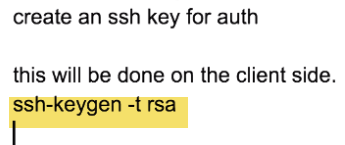 create an ssh key for auth
this will be done on the client side.
ssh-keygen -t rsa